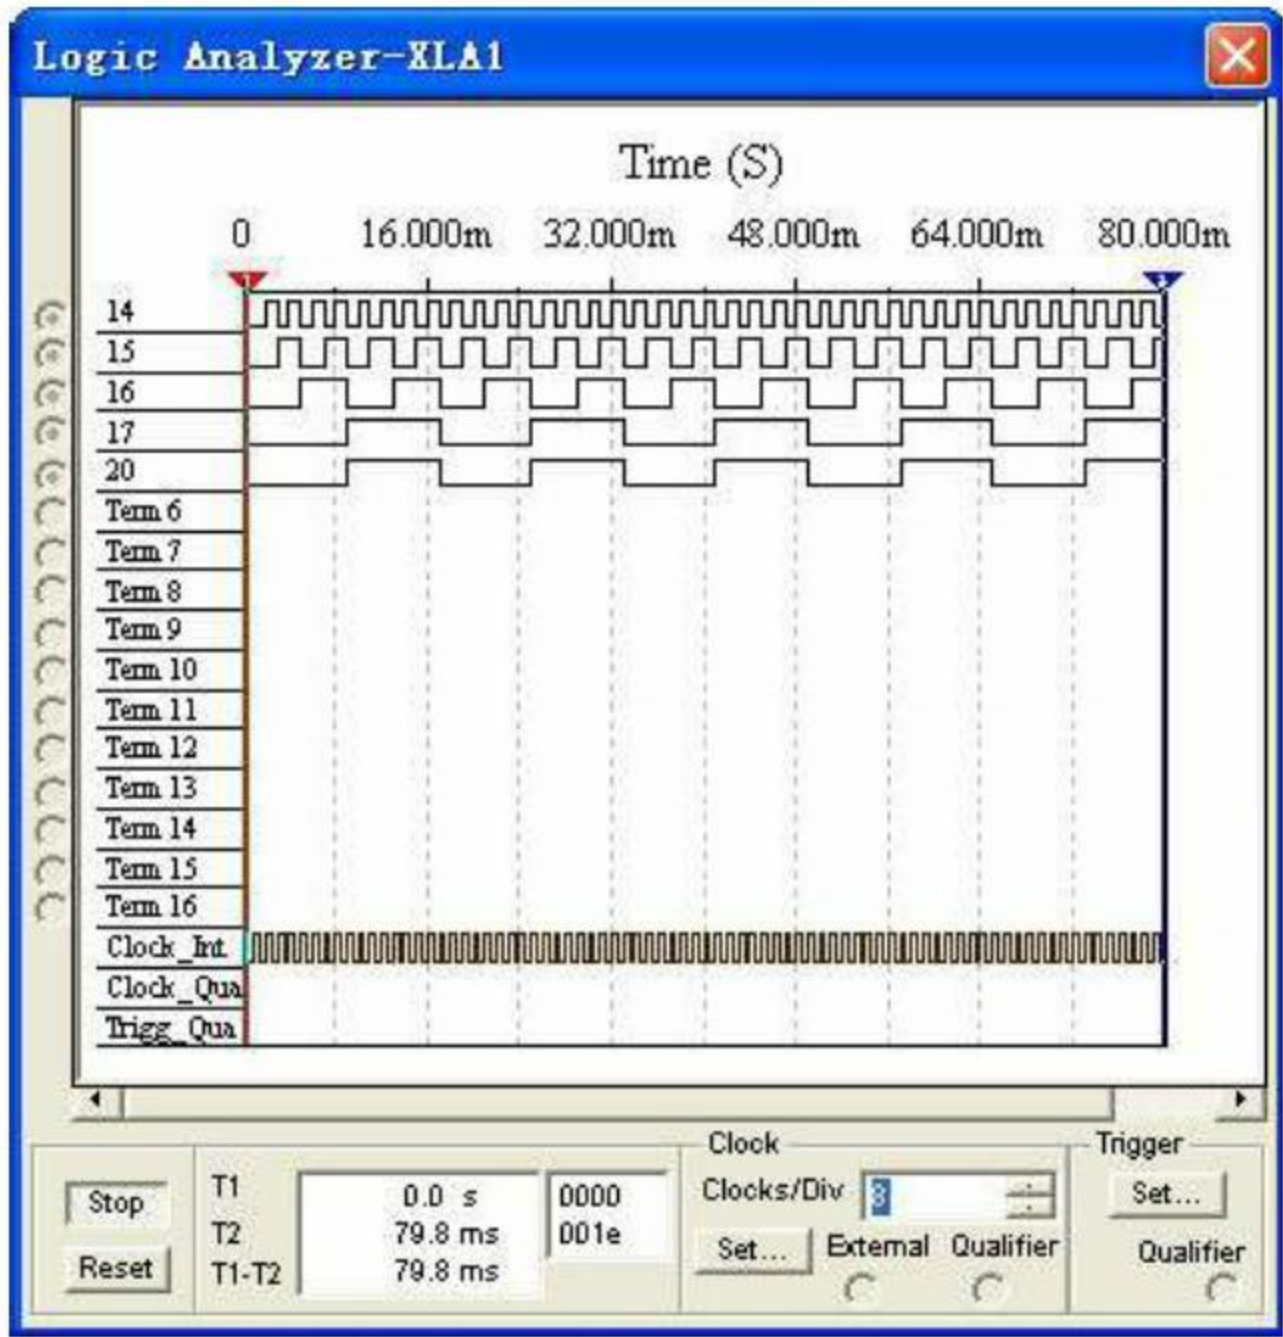 Logic Analyzer-XLA1
Time (S)
0 16.000m 32.000m 48.000m 64.000m 80.000m
1 2
14
15
16
17
20
Term 6
Term 7
Term 8
Term 9
Term 10
Term 11
Term 12
Term 13
Term 14
Term 15
Term 16
Clock_Int
Clock_Qua
Trigg_Qua
Stop
Reset
T1 0.0 s 0000
T2 79.8 ms 001e
T1-T2 79.8 ms
Clock
Clocks/Div 8
Set... External Qualifier
Trigger
Set...
Qualifier